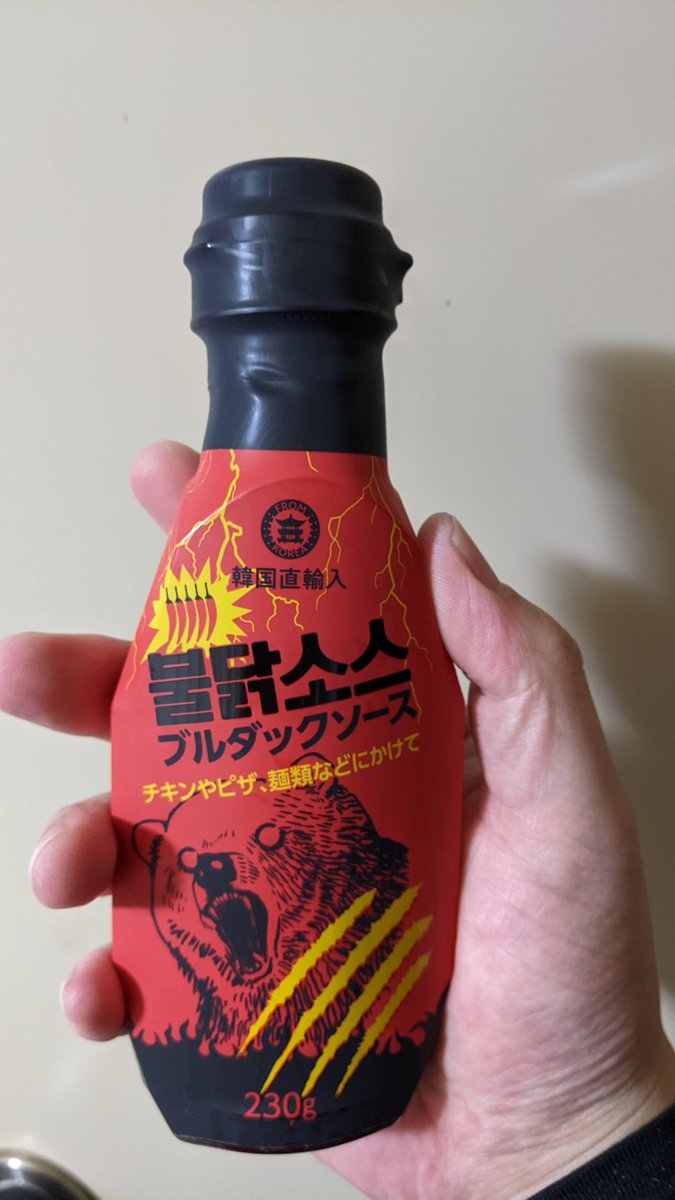 FROM
KOREA
韓国直輸入
불닭소스
ブルダックソース
チキンやピザ、麺類などにかけて
230g